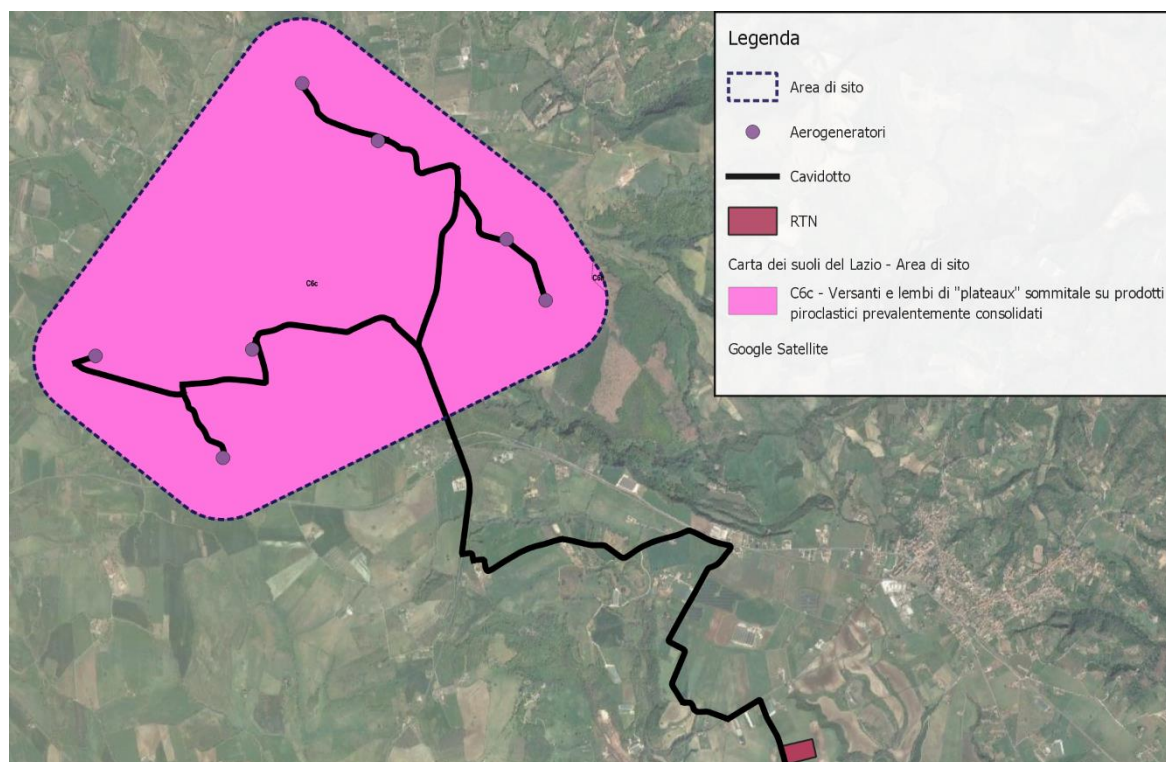 Legenda
Area di sito
Aerogeneratori
Cavidotto
RTN
Carta dei suoli del Lazio - Area di sito
C6c - Versanti e lembi di "plateaux" sommitale su prodotti
piroclastici prevalentemente consolidati
Google Satellite
C6c